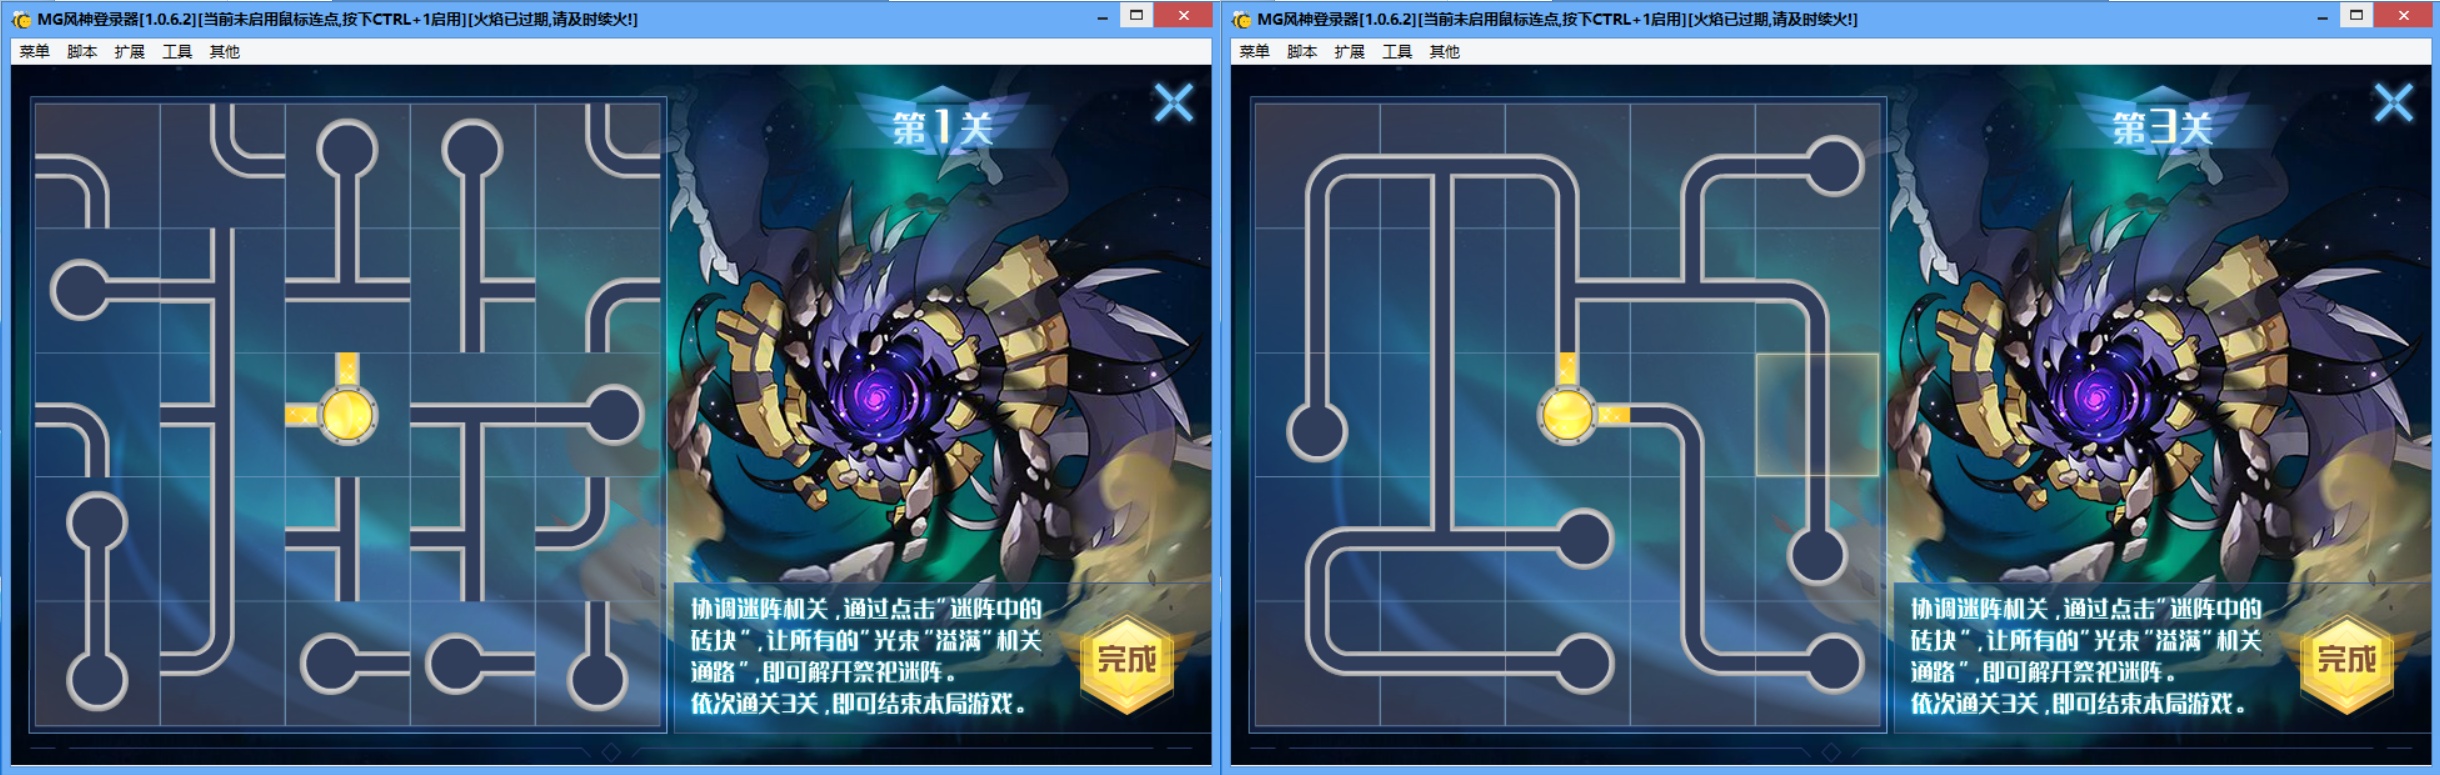 MG风神登录器[1.0.6.2][当前未启用鼠标连点,按下CTRL+1启用][火焰已过期,请及时续火!]
菜单 脚本 扩展 工具 其他
第1关
协调迷阵机关,通过点击"迷阵中的
砖块",让所有的"光束"溢满"机关
通路",即可解开祭祀迷阵。
依次通关3关,即可结束本局游戏。
完成
MG风神登录器[1.0.6.2][当前未启用鼠标连点,按下CTRL+1启用][火焰已过期,请及时续火!]
菜单 脚本 扩展 工具 其他
第3关
协调迷阵机关,通过点击"迷阵中的
砖块",让所有的"光束"溢满"机关
通路",即可解开祭祀迷阵。
依次通关3关,即可结束本局游戏。
完成